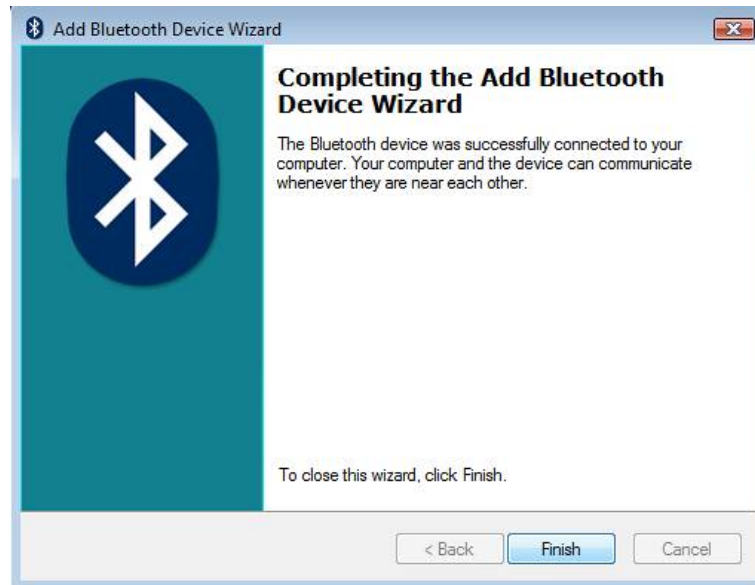 Add Bluetooth Device Wizard
Completing the Add Bluetooth
Device Wizard
The Bluetooth device was successfully connected to your
computer. Your computer and the device can communicate
whenever they are near each other.
To close this wizard, click Finish.
< Back Finish Cancel